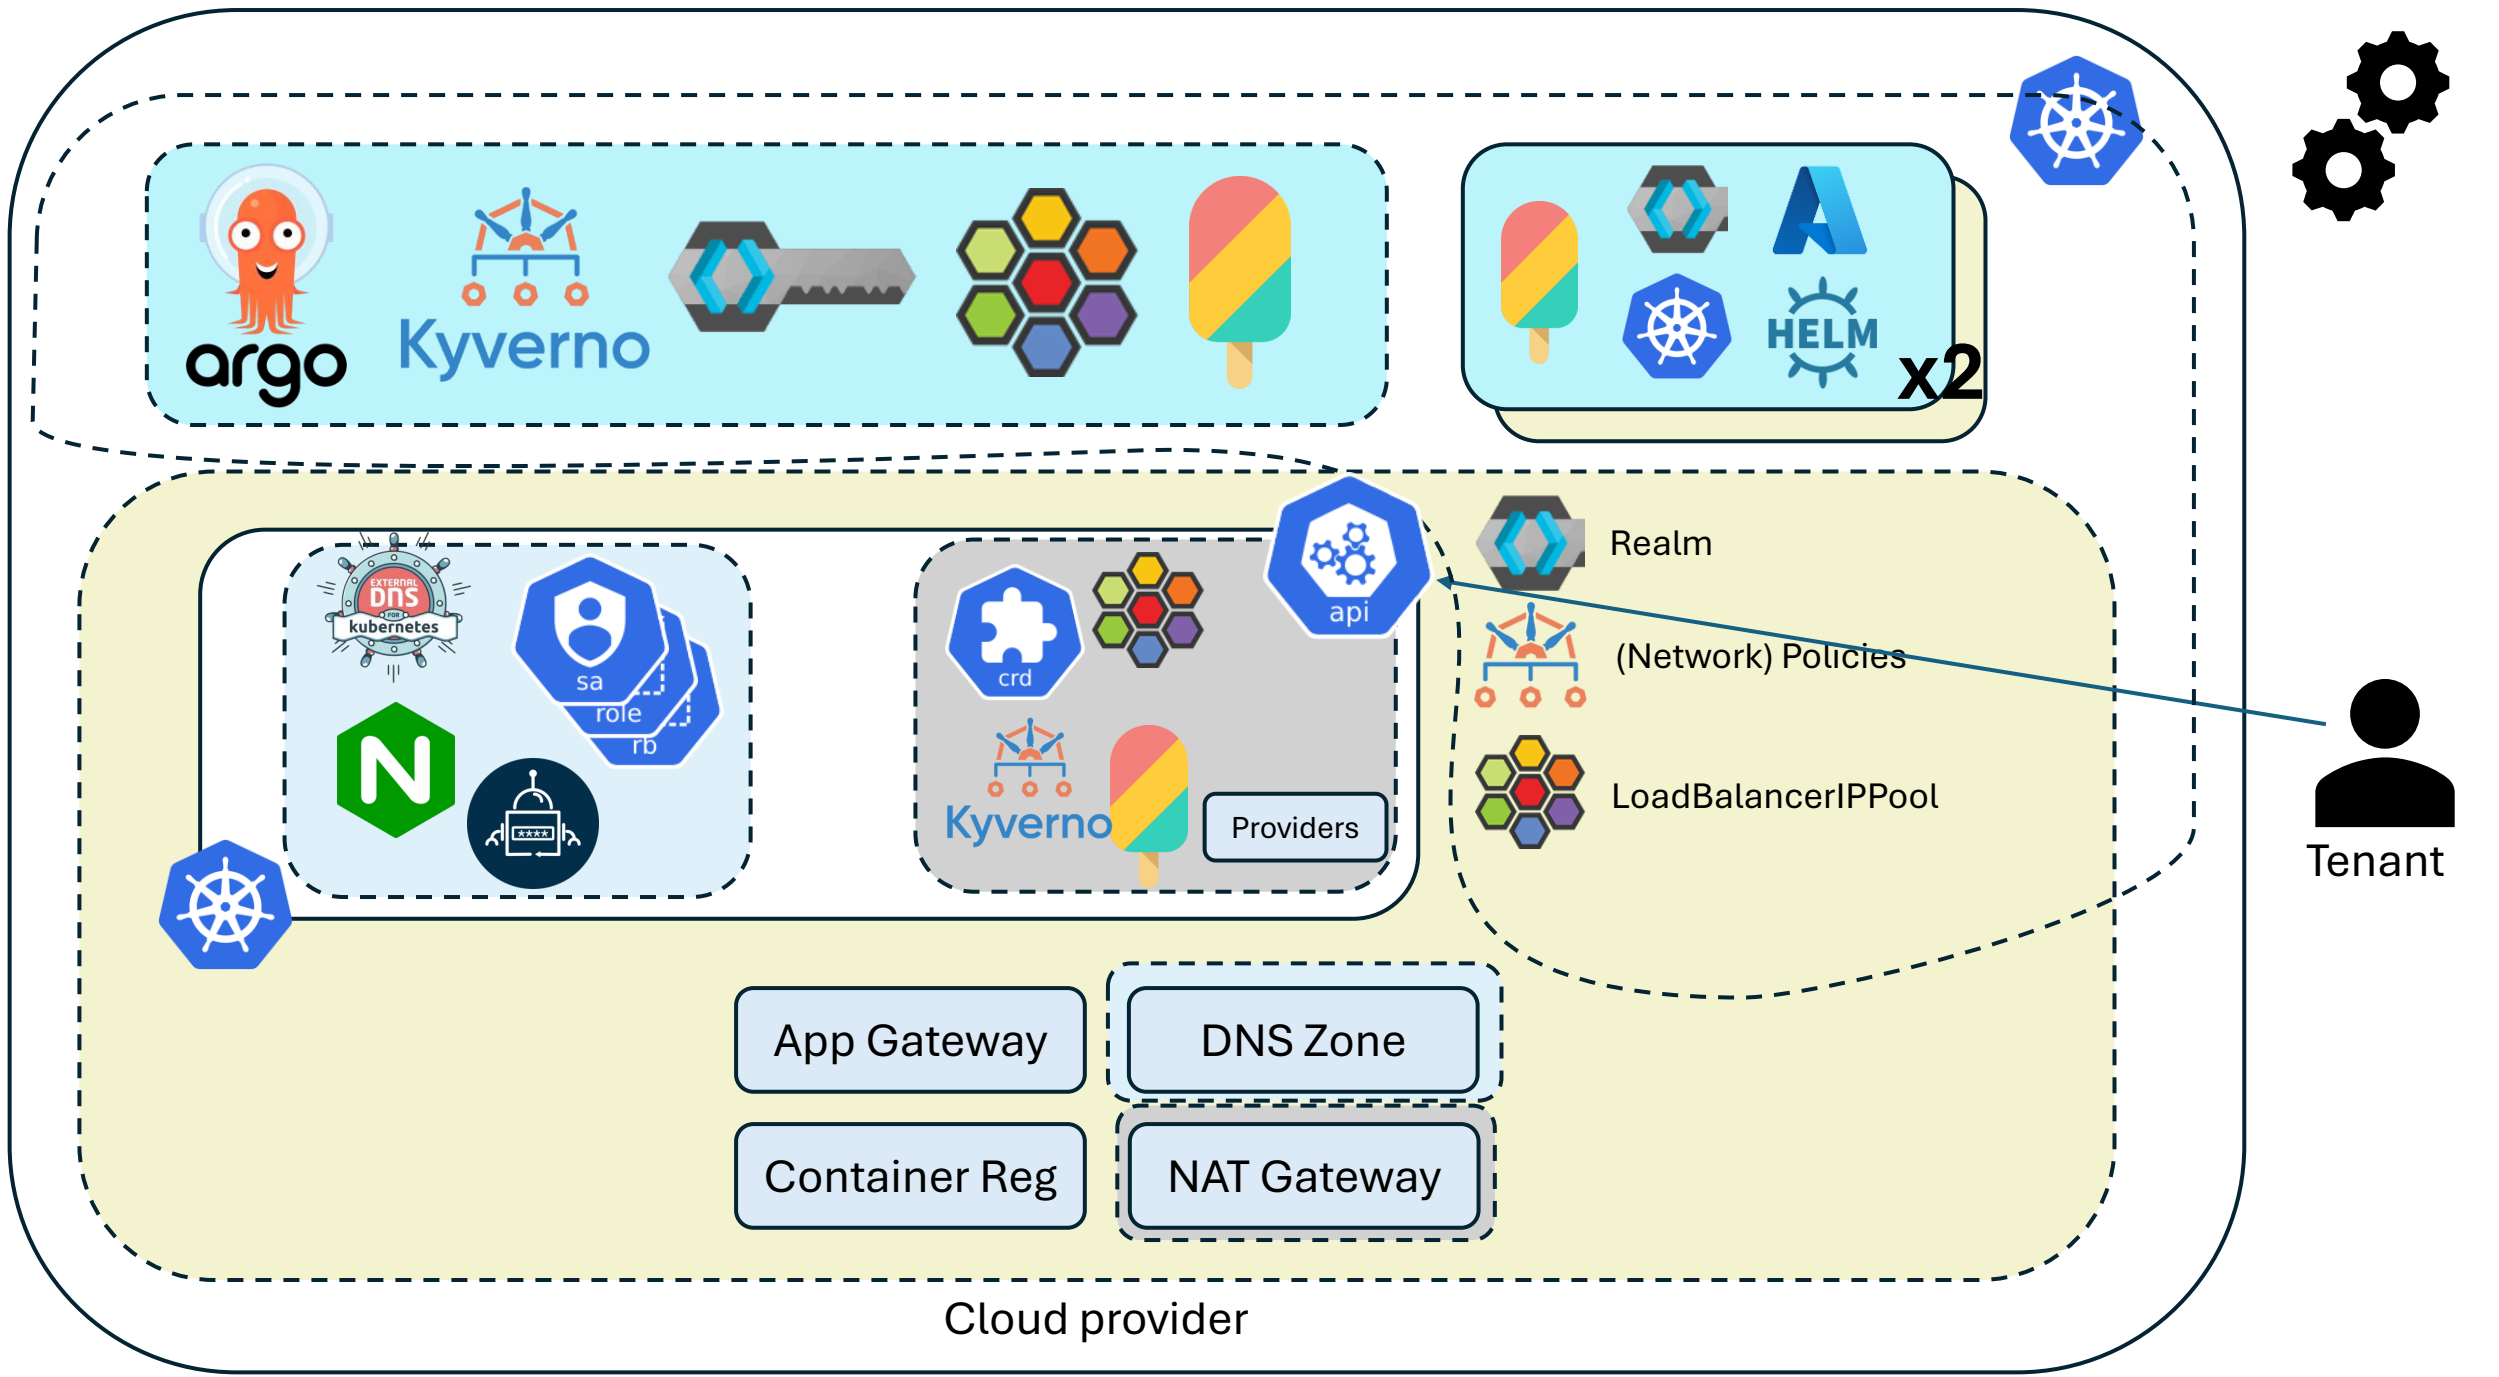 argo
Kyverno
HELM
x2
EXTERNAL
DNS
FOR
kubernetes
sa
role
rb
****
crd
Kyverno
Providers
api
Realm
(Network) Policies
LoadBalancerIPPool
Tenant
App Gateway
DNS Zone
Container Reg
NAT Gateway
Cloud provider